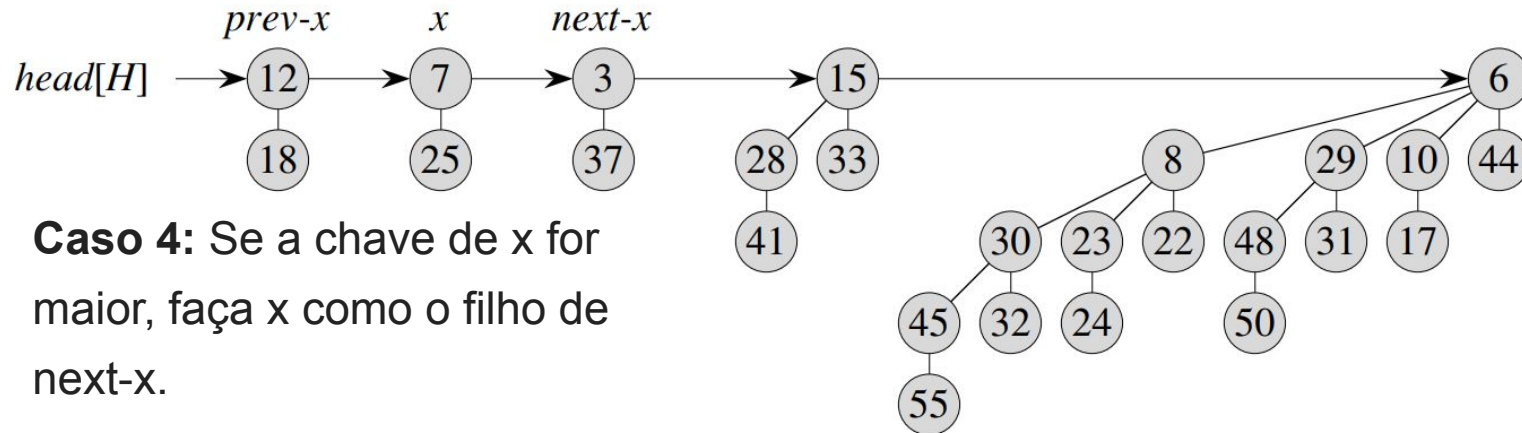 prev-x x next-x
head[H] 12 7 3 15 6
18 25 37 28 33 8 29 10 44
Caso 4: Se a chave de x for
41 30 23 22 48 31 17
maior, faça x como o filho de
45 32 24 50
next-x.
55